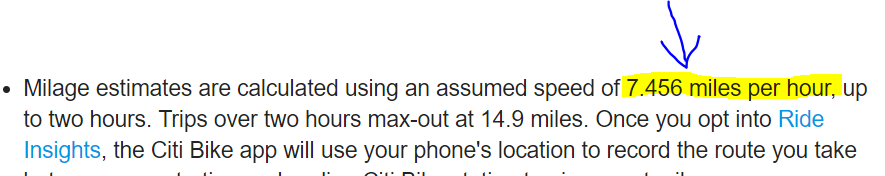 • Milage estimates are calculated using an assumed speed of 7.456 miles per hour, up
to two hours. Trips over two hours max-out at 14.9 miles. Once you opt into Ride
Insights, the Citi Bike app will use your phone's location to record the route you take